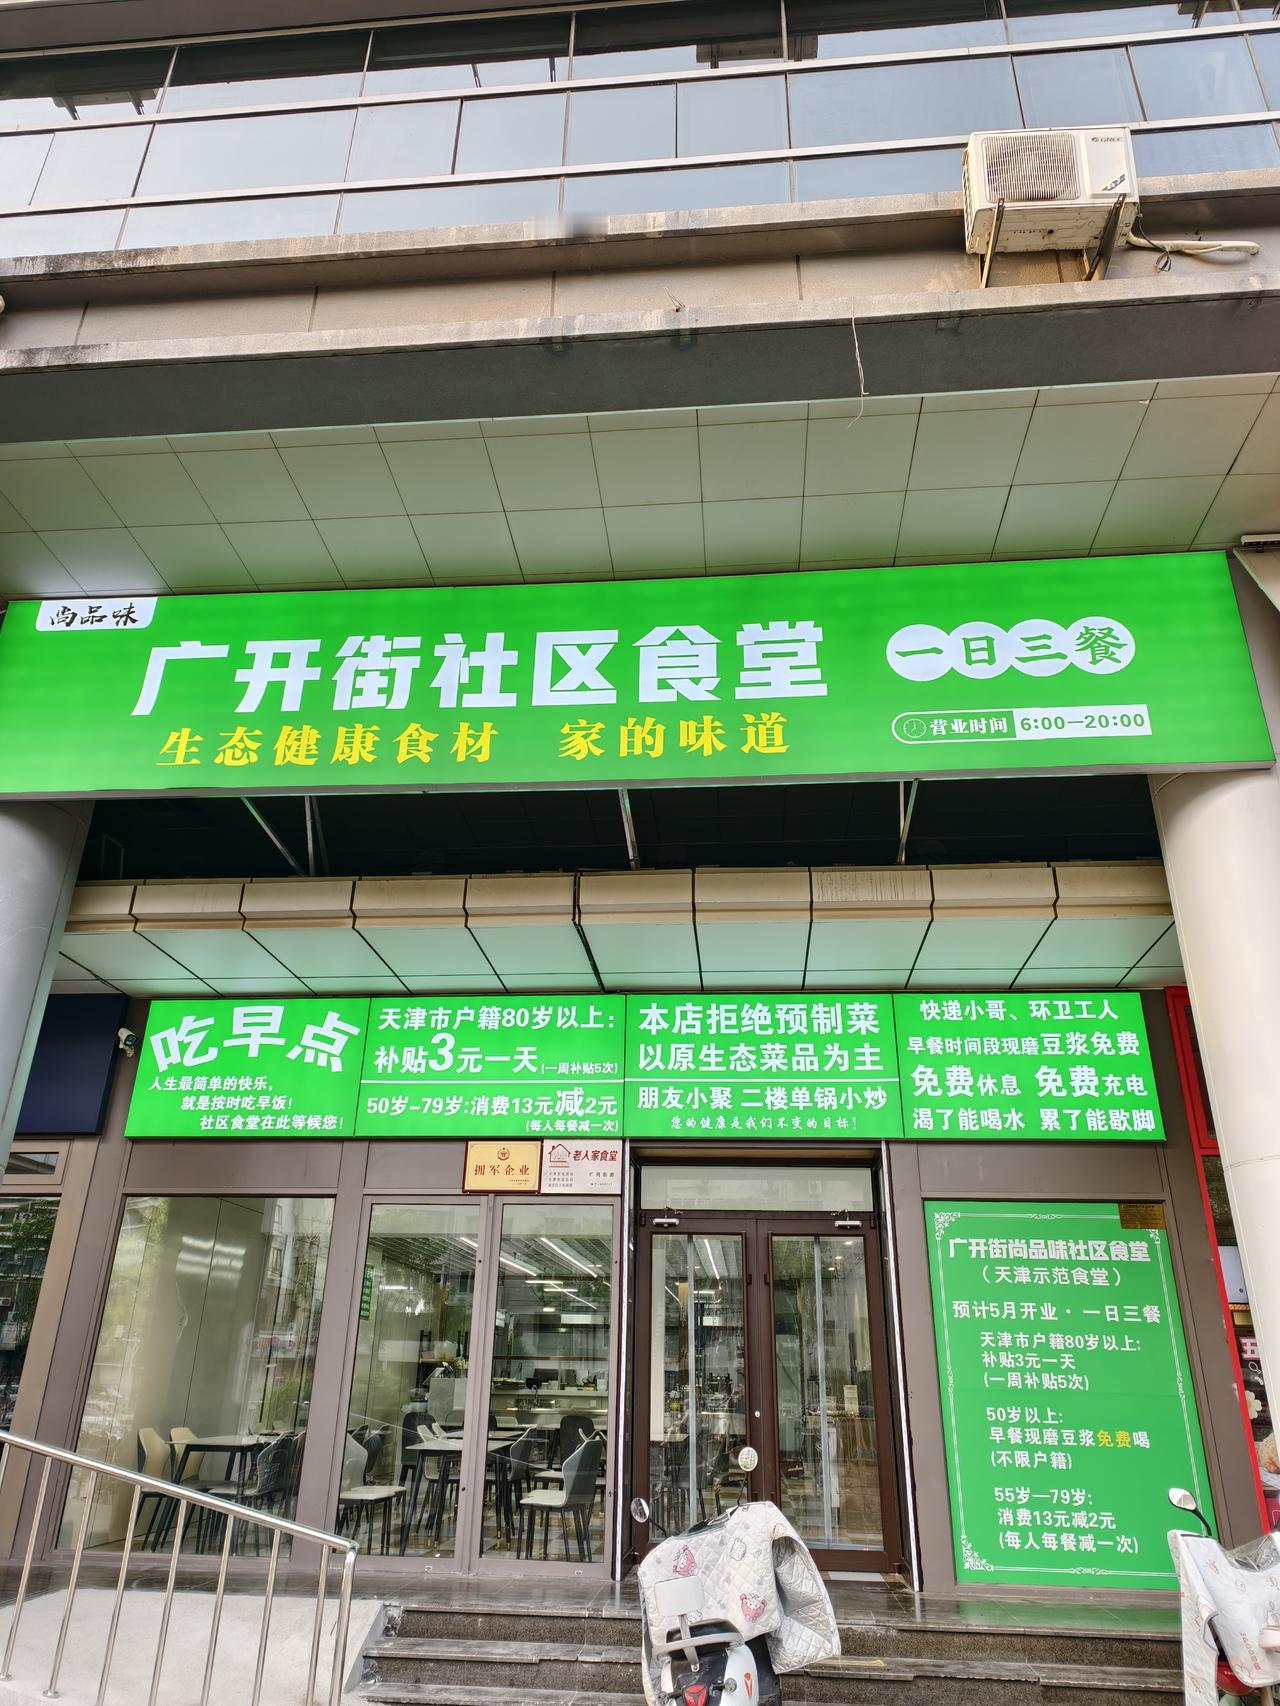 GREE
尚品味
广开街社区食堂
一日三餐
生态健康食材 家的味道
营业时间 6:00—20:00
吃早点
人生最简单的快乐，
就是按时吃早饭！
社区食堂在此等候您！
天津市户籍80岁以上：
补贴3元一天(一周补贴5次)
50岁-79岁:消费13元减2元
(每人每餐减一次)
本店拒绝预制菜
以原生态菜品为主
朋友小聚 二楼单锅小炒
您的健康是我们不变的目标！
快递小哥、环卫工人
早餐时间段现磨豆浆免费
免费休息 免费充电
渴了能喝水 累了能歇脚
拥军企业
老人家食堂
广开街道
广开街尚品味社区食堂
（天津示范食堂）
预计5月开业·一日三餐
天津市户籍80岁以上:
补贴3元一天
(一周补贴5次)
50岁以上:
早餐现磨豆浆免费喝
(不限户籍)
55岁—79岁:
消费13元减2元
(每人每餐减一次)
五